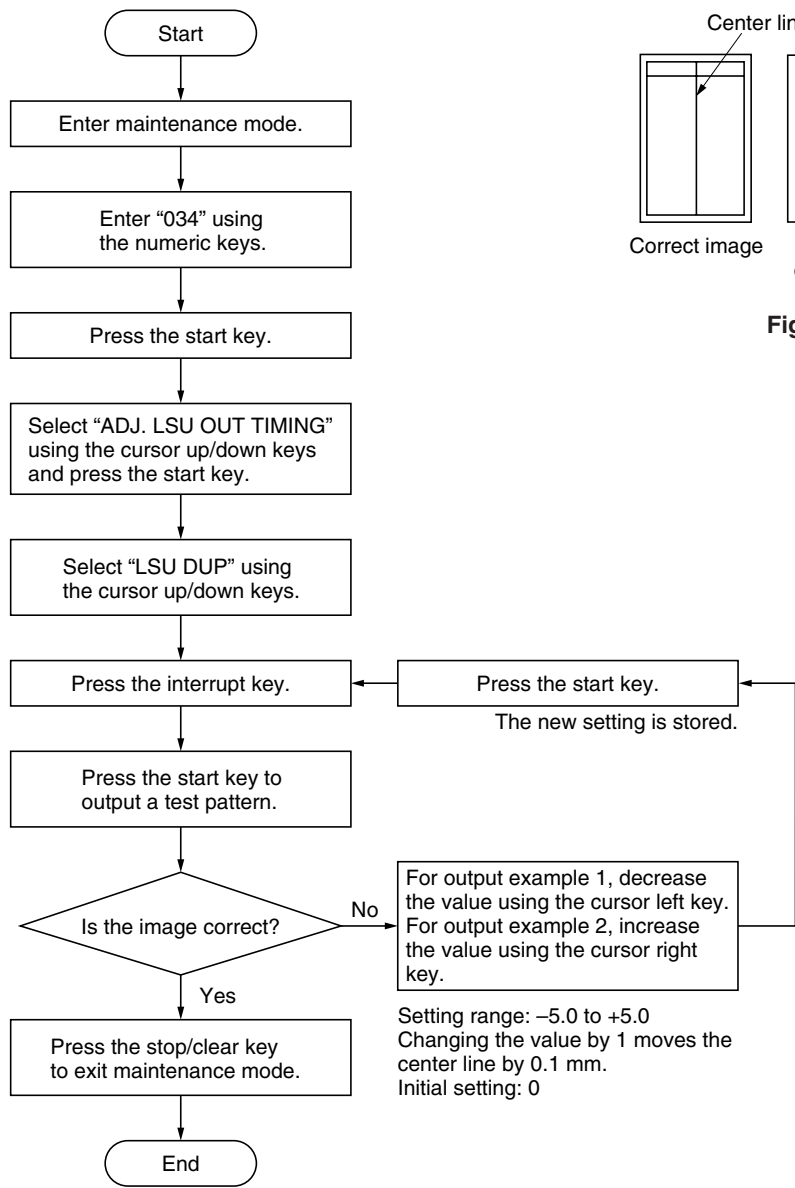 Start
Enter maintenance mode.
Enter “034” using
the numeric keys.
Press the start key.
Select “ADJ. LSU OUT TIMING”
using the cursor up/down keys
and press the start key.
Select “LSU DUP” using
the cursor up/down keys.
Press the interrupt key.
Press the start key.
The new setting is stored.
Press the start key to
output a test pattern.
Is the image correct?
No
For output example 1, decrease
the value using the cursor left key.
For output example 2, increase
the value using the cursor right
key.
Yes
Setting range: –5.0 to +5.0
Changing the value by 1 moves the
center line by 0.1 mm.
Initial setting: 0
Press the stop/clear key
to exit maintenance mode.
End
Center lin
Correct image
Fig